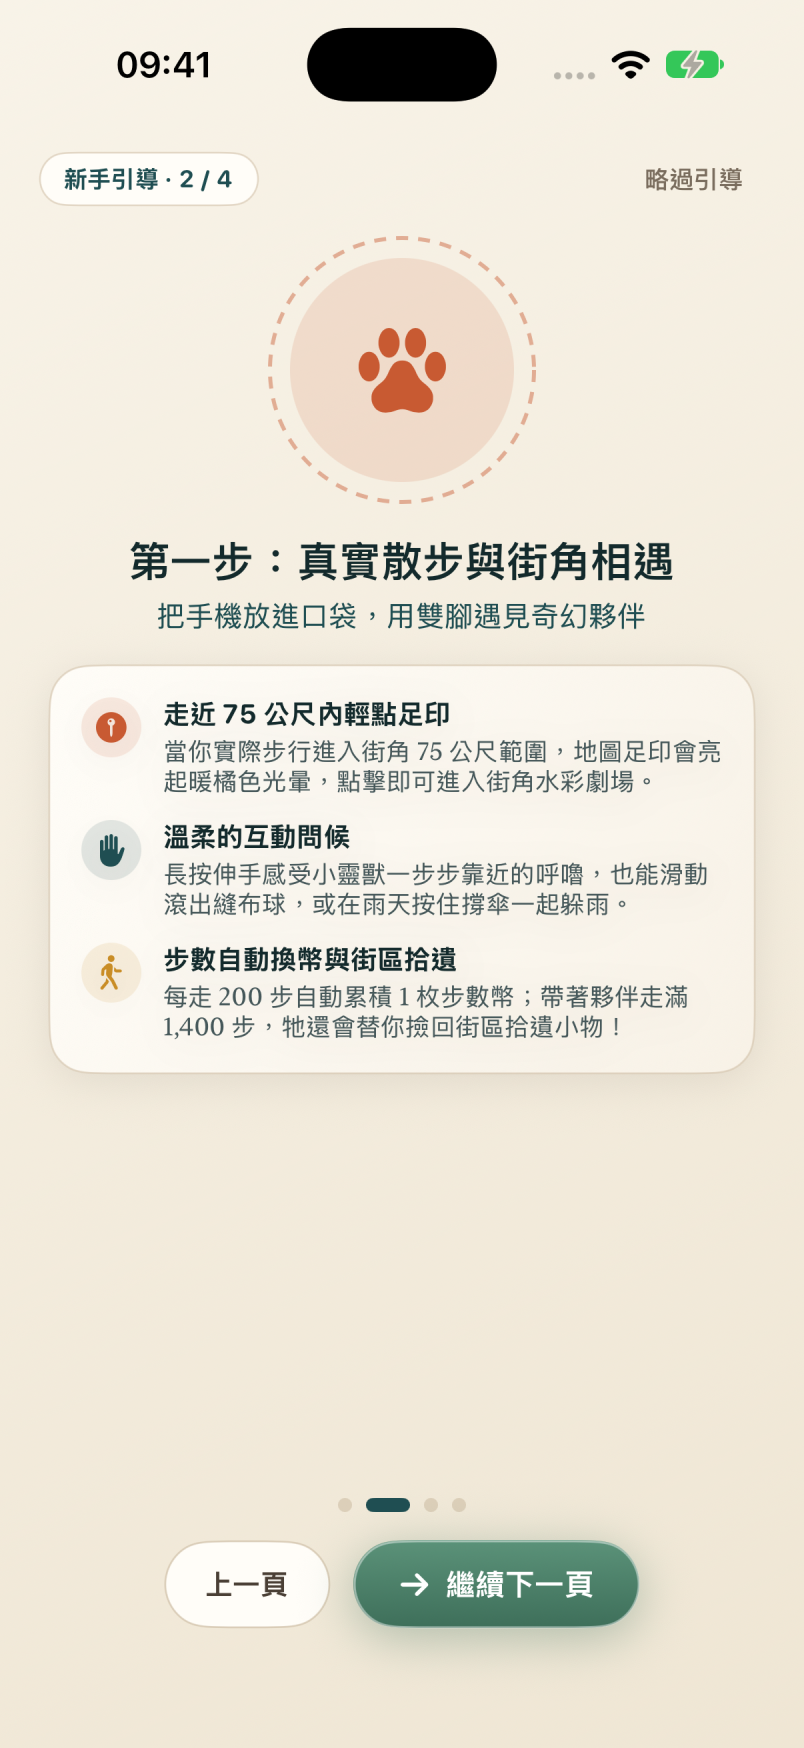 09:41
新手引導 · 2 / 4
略過引導
第一步：真實散步與街角相遇
把手機放進口袋，用雙腳遇見奇幻夥伴
走近 75 公尺內輕點足印
當你實際步行進入街角 75 公尺範圍，地圖足印會亮
起暖橘色光暈，點擊即可進入街角水彩劇場。
溫柔的互動問候
長按伸手感受小靈獸一步步靠近的呼嚕，也能滑動
滾出縫布球，或在雨天按住撐傘一起躲雨。
步數自動換幣與街區拾遺
每走 200 步自動累積 1 枚步數幣；帶著夥伴走滿
1,400 步，牠還會替你撿回街區拾遺小物！
上一頁
繼續下一頁